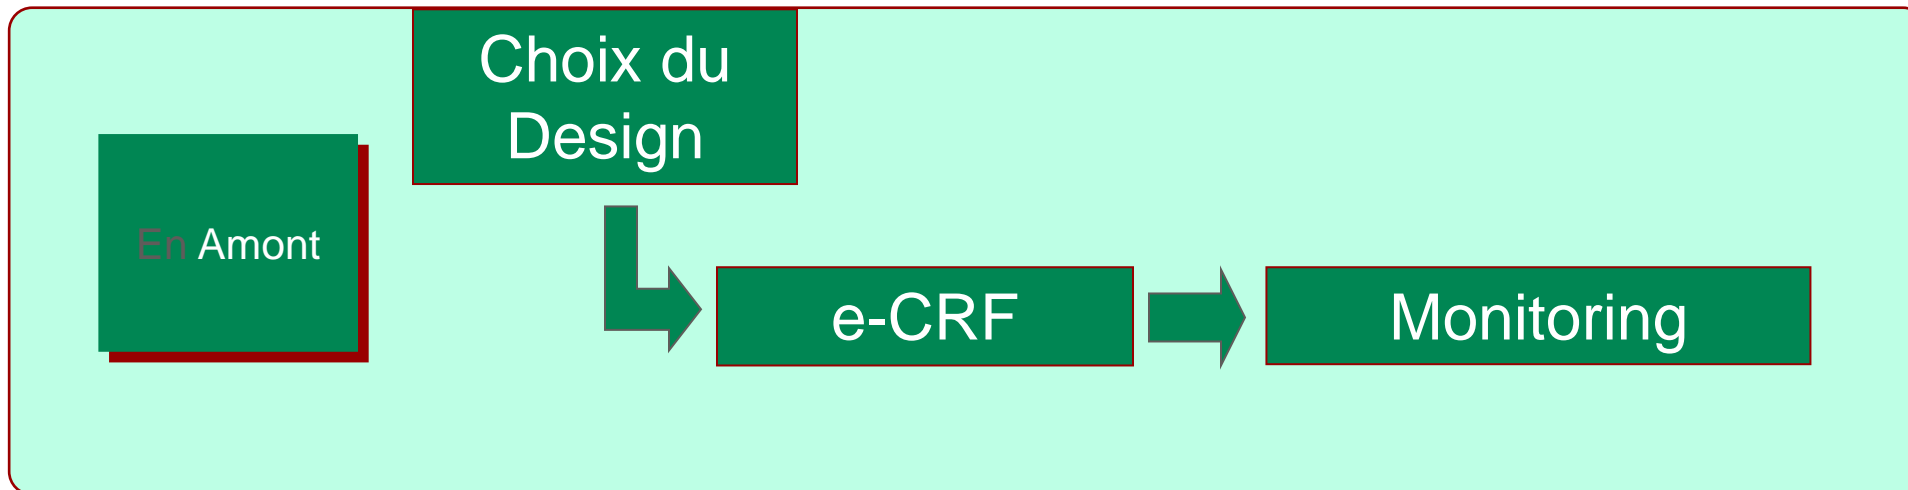 Choix du
Design
En Amont
e-CRF
Monitoring